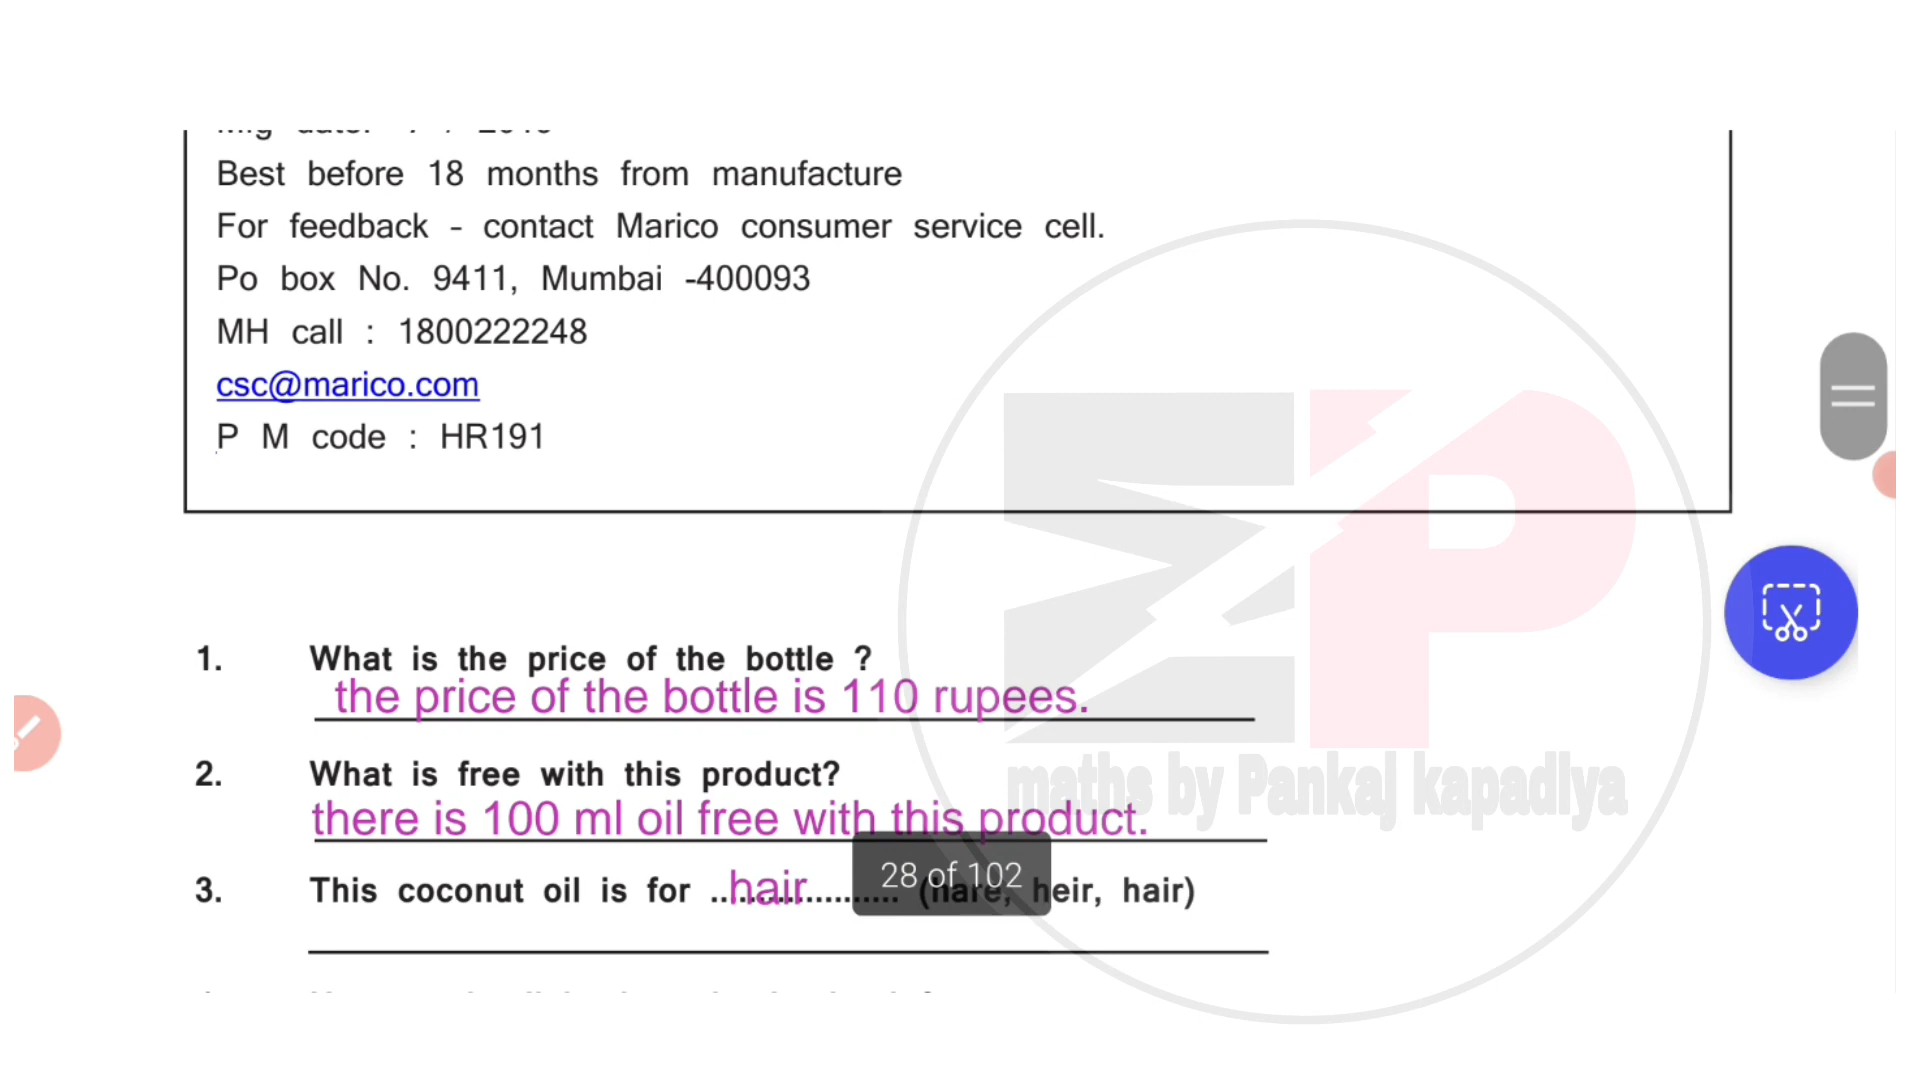 Best before 18 months from manufacture
For feedback - contact Marico consumer service cell.
Po box No. 9411, Mumbai -400093
MH call : 1800222248
csc@marico.com
P M code : HR191
1. What is the price of the bottle ?
the price of the bottle is 110 rupees.
2. What is free with this product?
there is 100 ml oil free with this product.
3. This coconut oil is for ..hair.......... (hare, heir, hair)
28 of 102
EP
maths by Pankaj kapadiya